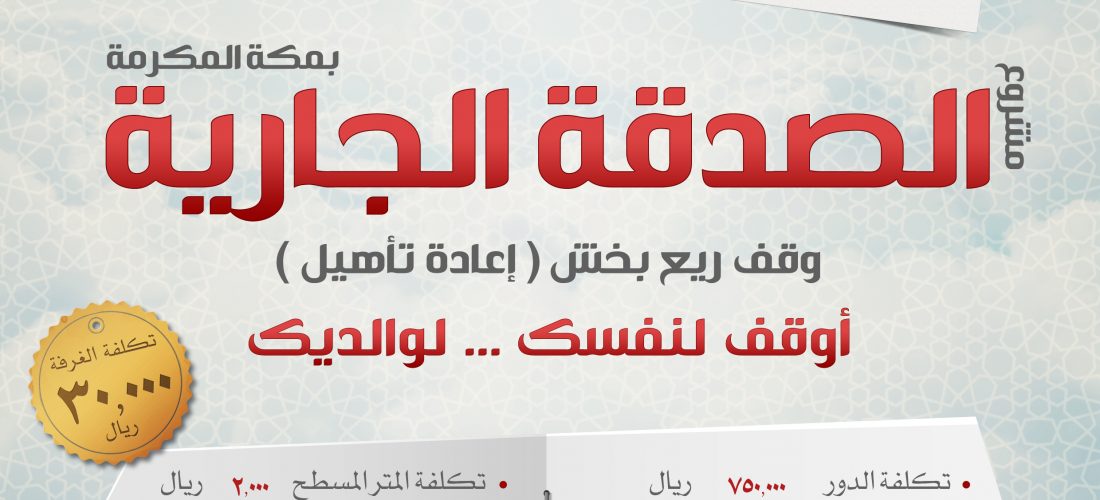 مشروع
الصدقة الجارية
بمكة المكرمة
وقف ريع بخش ( إعادة تأهيل )
أوقف لنفسك ... لوالديك
تكلفة الغرفة
٣٠,٠٠٠
ريال
• تكلفة الدور ٧٥٠,٠٠٠ ريال
• تكلفة المتر المسطح ٢,٠٠٠ ريال